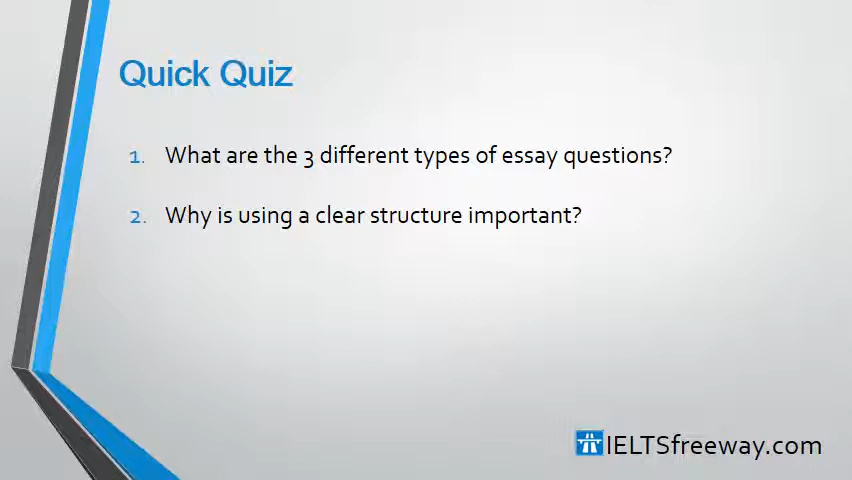 Quick Quiz
1. What are the 3 different types of essay questions?
2. Why is using a clear structure important?
IELTSfreeway.com